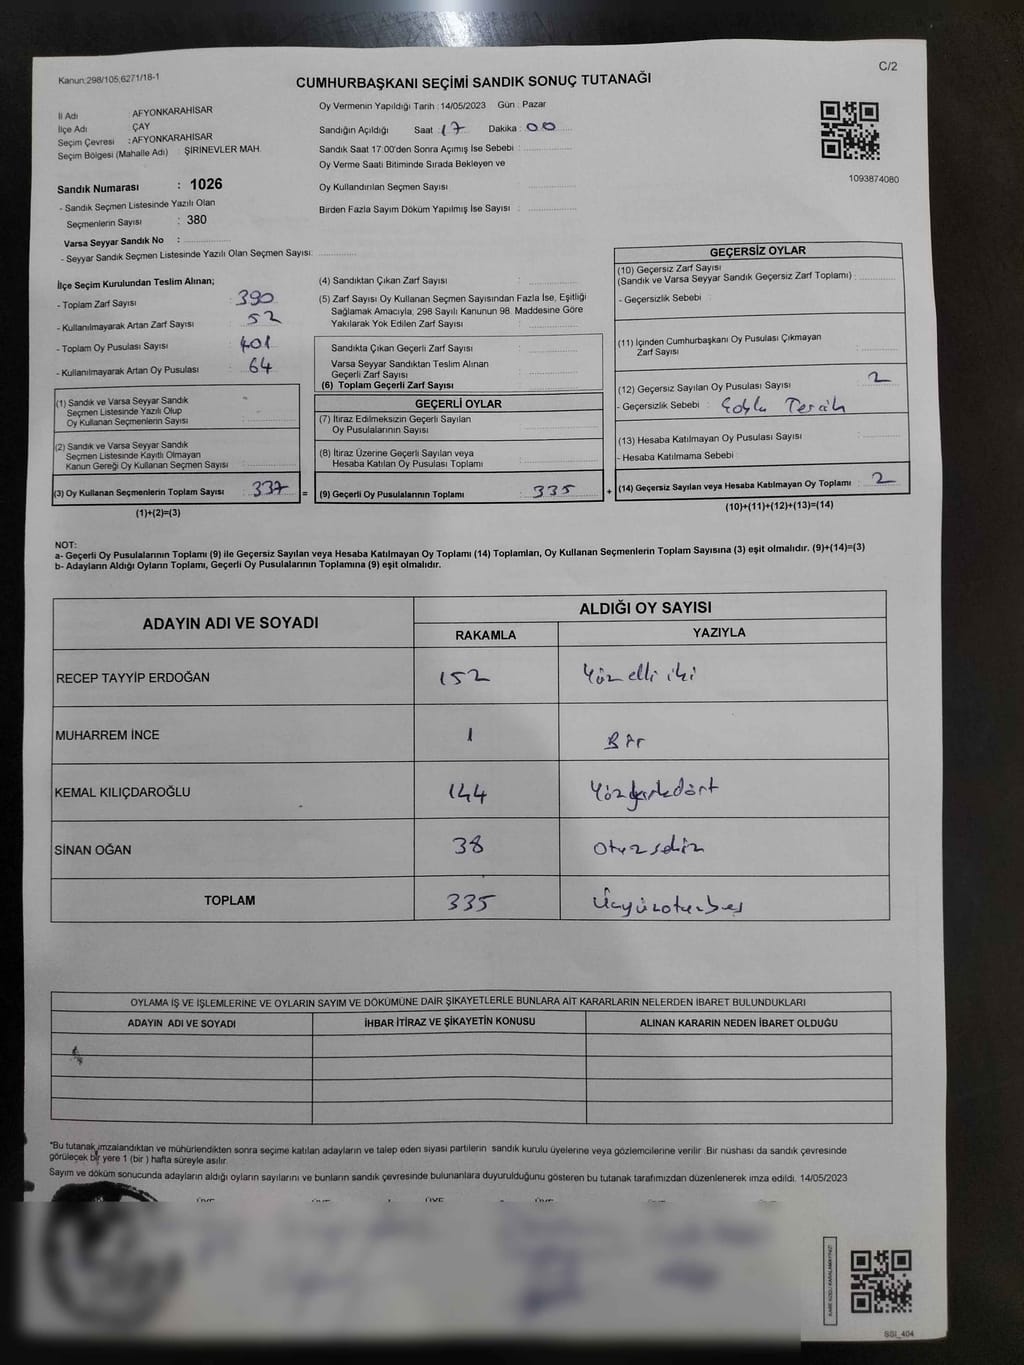 Kanun;298/105,6271/18-1
C/2
CUMHURBAŞKANI SEÇİMİ SANDIK SONUÇ TUTANAĞI
İl Adı : AFYONKARAHİSAR
İlçe Adı : ÇAY
Seçim Çevresi : AFYONKARAHİSAR
Seçim Bölgesi (Mahalle Adı) : ŞİRİNEVLER MAH.
Sandık Numarası : 1026
- Sandık Seçmen Listesinde Yazılı Olan
Seçmenlerin Sayısı : 380
Varsa Seyyar Sandık No :
- Seyyar Sandık Seçmen Listesinde Yazılı Olan Seçmen Sayısı:
Oy Vermenin Yapıldığı Tarih : 14/05/2023 Gün : Pazar
Sandığın Açıldığı Saat : 17 Dakika : 00
Sandık Saat 17:00'den Sonra Açımış İse Sebebi :
Oy Verme Saati Bitiminde Sırada Bekleyen ve
Oy Kullandırılan Seçmen Sayısı :
Birden Fazla Sayım Döküm Yapılmış İse Sayısı :
1093874080
İlçe Seçim Kurulundan Teslim Alınan;
- Toplam Zarf Sayısı : 390
- Kullanılmayarak Artan Zarf Sayısı : 52
- Toplam Oy Pusulası Sayısı : 401
- Kullanılmayarak Artan Oy Pusulası : 64
(1) Sandık ve Varsa Seyyar Sandık
Seçmen Listesinde Yazılı Olup
Oy Kullanan Seçmenlerin Sayısı :
(2) Sandık ve Varsa Seyyar Sandık
Seçmen Listesinde Kayıtlı Olmayan
Kanun Gereği Oy Kullanan Seçmen Sayısı :
(3) Oy Kullanan Seçmenlerin Toplam Sayısı : 337 =
(1)+(2)=(3)
(4) Sandıktan Çıkan Zarf Sayısı :
(5) Zarf Sayısı Oy Kullanan Seçmen Sayısından Fazla İse, Eşitliği
Sağlamak Amacıyla, 298 Sayılı Kanunun 98. Maddesine Göre
Yakılarak Yok Edilen Zarf Sayısı :
Sandıkta Çıkan Geçerli Zarf Sayısı :
Varsa Seyyar Sandıktan Teslim Alınan
Geçerli Zarf Sayısı :
(6) Toplam Geçerli Zarf Sayısı :
GEÇERLİ OYLAR
(7) İtiraz Edilmeksizin Geçerli Sayılan
Oy Pusulalarının Sayısı :
(8) İtiraz Üzerine Geçerli Sayılan veya
Hesaba Katılan Oy Pusulası Toplamı :
(9) Geçerli Oy Pusulalarının Toplamı : 335 +
GEÇERSİZ OYLAR
(10) Geçersiz Zarf Sayısı
(Sandık ve Varsa Seyyar Sandık Geçersiz Zarf Toplamı) :
- Geçersizlik Sebebi :
(11) İçinden Cumhurbaşkanı Oy Pusulası Çıkmayan
Zarf Sayısı :
(12) Geçersiz Sayılan Oy Pusulası Sayısı : 2
- Geçersizlik Sebebi :
(13) Hesaba Katılmayan Oy Pusulası Sayısı :
- Hesaba Katılmama Sebebi :
(14) Geçersiz Sayılan veya Hesaba Katılmayan Oy Toplamı : 2
(10)+(11)+(12)+(13)=(14)
NOT:
a- Geçerli Oy Pusulalarının Toplamı (9) ile Geçersiz Sayılan veya Hesaba Katılmayan Oy Toplamı (14) Toplamları, Oy Kullanan Seçmenlerin Toplam Sayısına (3) eşit olmalıdır. (9)+(14)=(3)
b- Adayların Aldığı Oyların Toplamı, Geçerli Oy Pusulalarının Toplamına (9) eşit olmalıdır.
ADAYIN ADI VE SOYADI
ALDIĞI OY SAYISI
RAKAMLA YAZIYLA
RECEP TAYYİP ERDOĞAN 152 Yüz elli iki
MUHARREM İNCE 1 Bir
KEMAL KILIÇDAROĞLU 144 Yüzkırkdört
SİNAN OĞAN 38 Otuzsekiz
TOPLAM 335 Üçyüzotuzbeş
OYLAMA İŞ VE İŞLEMLERİNE VE OYLARIN SAYIM VE DÖKÜMÜNE DAİR ŞİKAYETLERLE BUNLARA AİT KARARLARIN NELERDEN İBARET BULUNDUKLARI
ADAYIN ADI VE SOYADI İHBAR İTİRAZ VE ŞİKAYETİN KONUSU ALINAN KARARIN NEDEN İBARET OLDUĞU
*Bu tutanak imzalandıktan ve mühürlendikten sonra seçime katılan adayların ve talep eden siyasi partilerin sandık kurulu üyelerine veya gözlemcilerine verilir .Bir nüshası da sandık çevresinde
görülecek bir yere 1 (bir ) hafta süreyle asılır.
Sayım ve döküm sonucunda adayların aldığı oyların sayılarını ve bunların sandık çevresinde bulunanlara duyurulduğunu gösteren bu tutanak tarafımızdan düzenlenerek imza edildi. 14/05/2023
KARE KODU KARALAMAYINIZ!
SSI_404